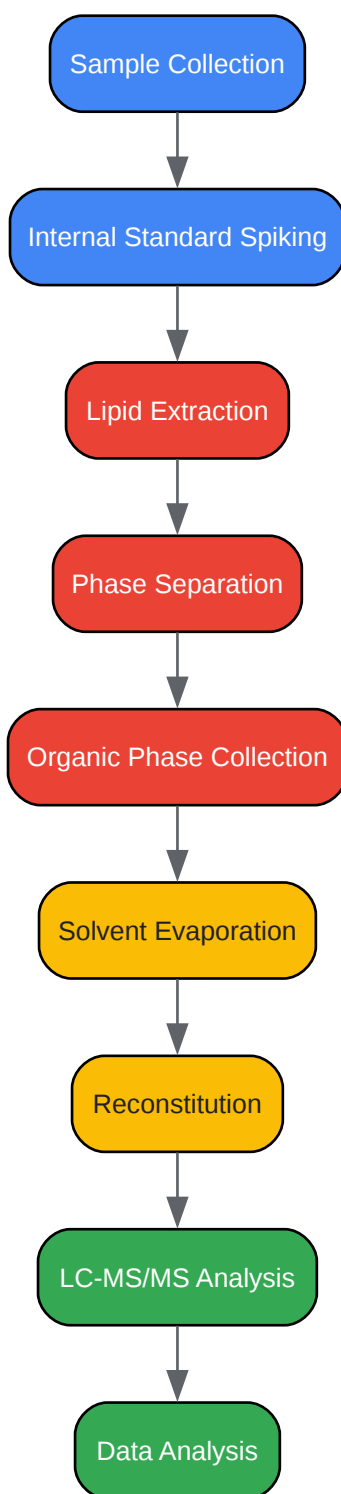 Sample Collection
Internal Standard Spiking
Lipid Extraction
Phase Separation
Organic Phase Collection
Solvent Evaporation
Reconstitution
LC-MS/MS Analysis
Data Analysis